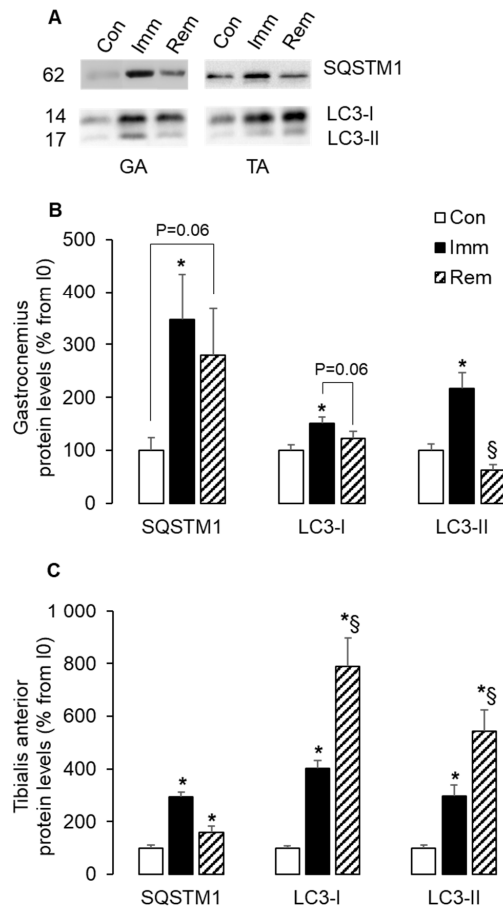 A
Con Imm Rem Con Imm Rem
62 SQSTM1
14 LC3-I
17 LC3-II
GA TA
B
Con
Imm
Rem
Gastrocnemius
protein levels (% from I0)
500
400
300
200
100
0
P=0.06
*
P=0.06
*
*
§
SQSTM1 LC3-I LC3-II
C
Tibialis anterior
protein levels (% from I0)
1 000
800
600
400
200
0
*
*
*
*§
*
*§
SQSTM1 LC3-I LC3-II